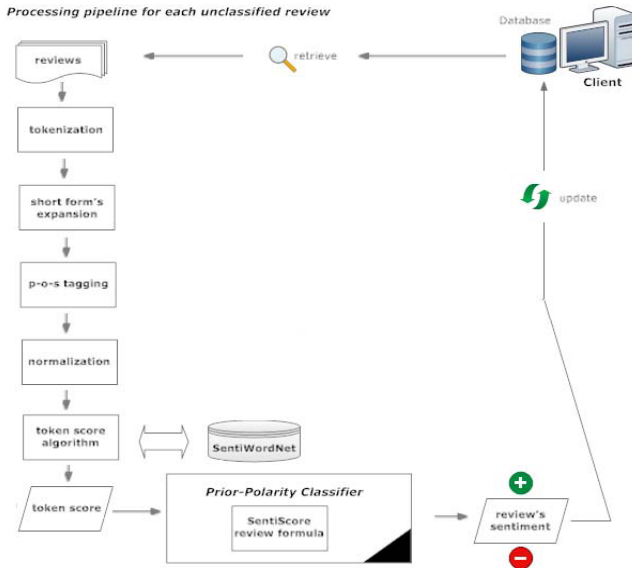 Processing pipeline for each unclassified review
Database
reviews
retrieve
Client
tokenization
short form's
expansion
update
p-o-s tagging
normalization
token score
algorithm
SentiWordNet
token score
Prior-Polarity Classifier
SentiScore
review formula
review's
sentiment